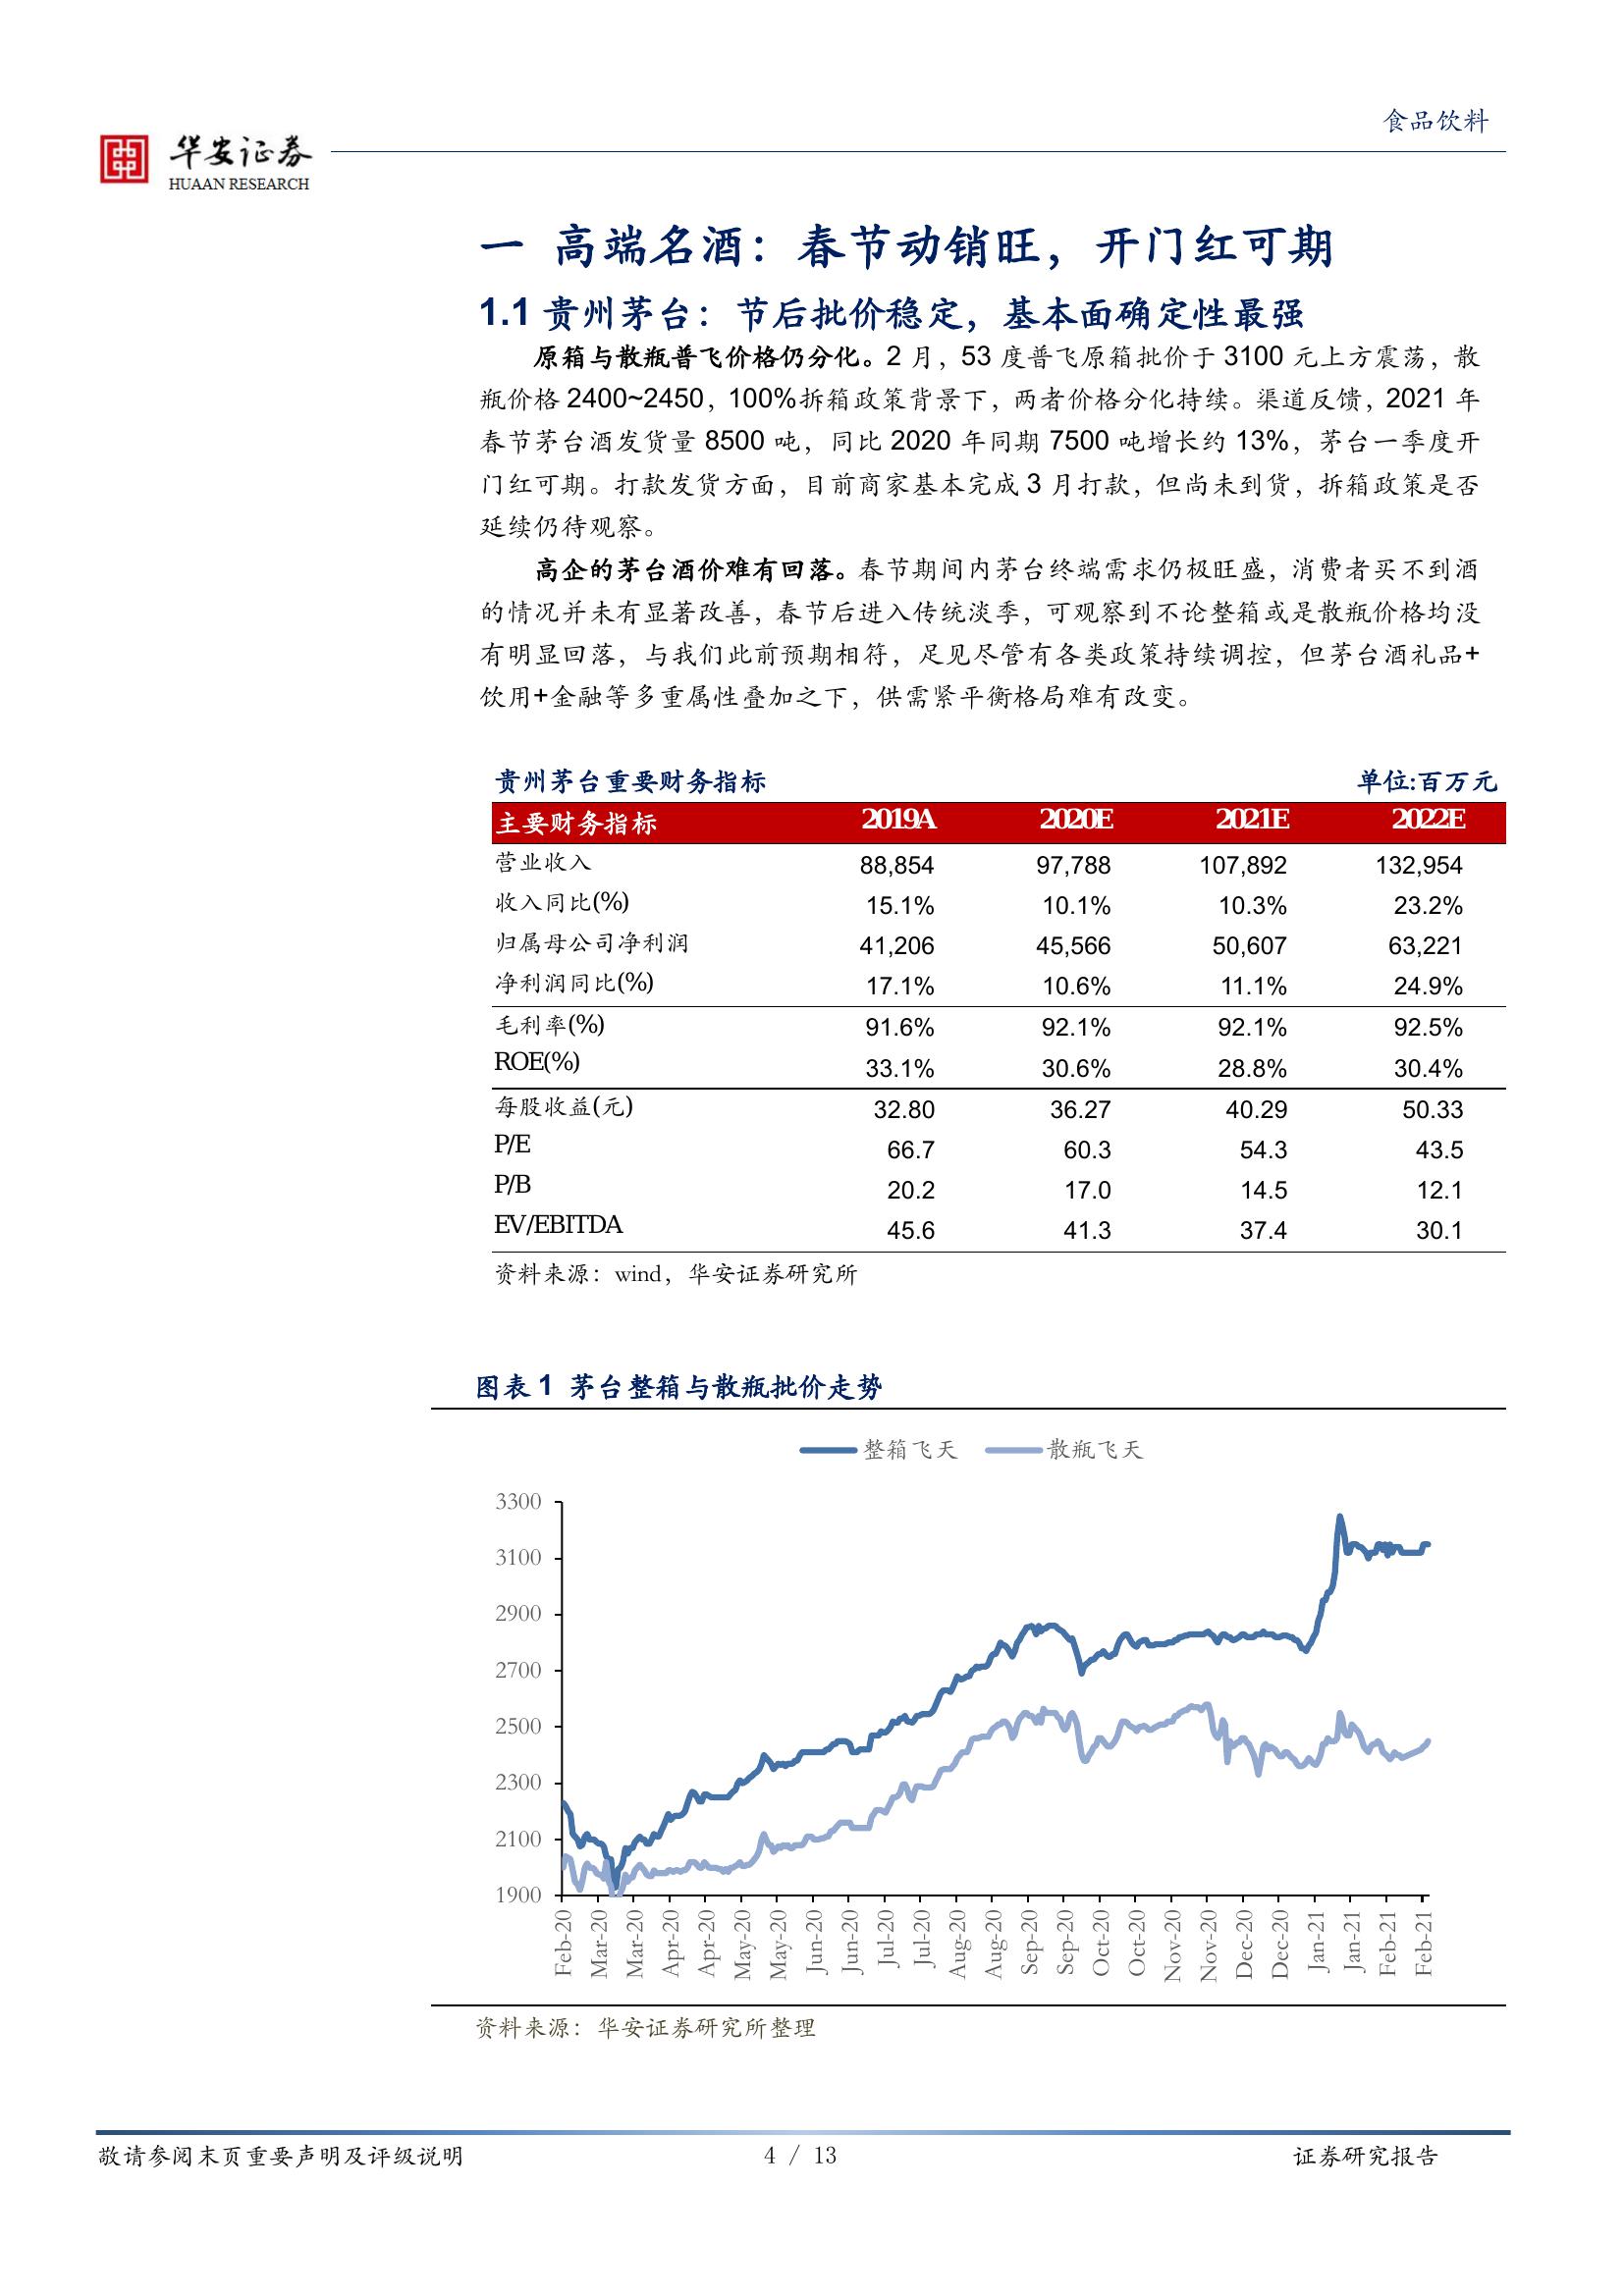 食品饮料
华安证券
HUAAN RESEARCH
一 高端名酒：春节动销旺，开门红可期
1.1 贵州茅台：节后批价稳定，基本面确定性最强
原箱与散瓶普飞价格仍分化。2 月，53 度普飞原箱批价于 3100 元上方震荡，散
瓶价格 2400~2450，100%拆箱政策背景下，两者价格分化持续。渠道反馈，2021 年
春节茅台酒发货量 8500 吨，同比 2020 年同期 7500 吨增长约 13%，茅台一季度开
门红可期。打款发货方面，目前商家基本完成 3 月打款，但尚未到货，拆箱政策是否
延续仍待观察。
高企的茅台酒价难有回落。春节期间内茅台终端需求仍极旺盛，消费者买不到酒
的情况并未有显著改善，春节后进入传统淡季，可观察到不论整箱或是散瓶价格均没
有明显回落，与我们此前预期相符，足见尽管有各类政策持续调控，但茅台酒礼品+
饮用+金融等多重属性叠加之下，供需紧平衡格局难有改变。
贵州茅台重要财务指标 单位:百万元
主要财务指标 2019A 2020E 2021E 2022E
营业收入 88,854 97,788 107,892 132,954
收入同比(%) 15.1% 10.1% 10.3% 23.2%
归属母公司净利润 41,206 45,566 50,607 63,221
净利润同比(%) 17.1% 10.6% 11.1% 24.9%
毛利率(%) 91.6% 92.1% 92.1% 92.5%
ROE(%) 33.1% 30.6% 28.8% 30.4%
每股收益(元) 32.80 36.27 40.29 50.33
P/E 66.7 60.3 54.3 43.5
P/B 20.2 17.0 14.5 12.1
EV/EBITDA 45.6 41.3 37.4 30.1
资料来源：wind，华安证券研究所
图表 1 茅台整箱与散瓶批价走势
整箱飞天 散瓶飞天
3300
3100
2900
2700
2500
2300
2100
1900
Feb-20 Mar-20 Mar-20 Apr-20 Apr-20 May-20 May-20 Jun-20 Jun-20 Jul-20 Jul-20 Aug-20 Aug-20 Sep-20 Sep-20 Oct-20 Oct-20 Nov-20 Nov-20 Dec-20 Dec-20 Jan-21 Jan-21 Feb-21 Feb-21
资料来源：华安证券研究所整理
敬请参阅末页重要声明及评级说明 4 / 13 证券研究报告